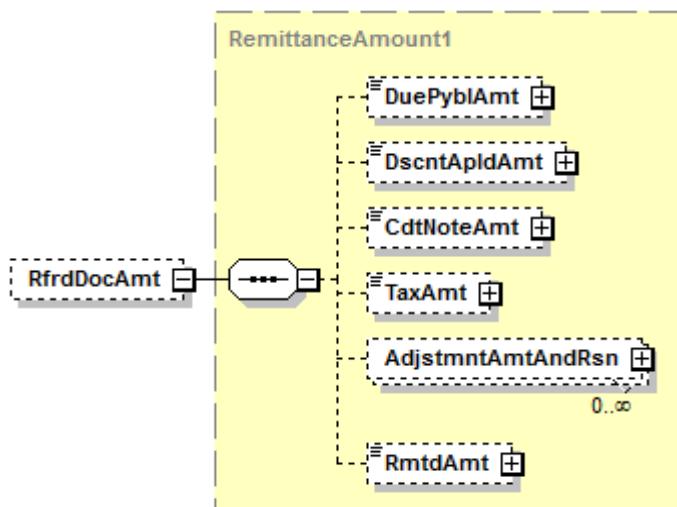 RemittanceAmount1
DuePyblAmt
DscntApldAmt
CdtNoteAmt
RfrdDocAmt
TaxAmt
AdjstmntAmtAndRsn
0..∞
RmtdAmt